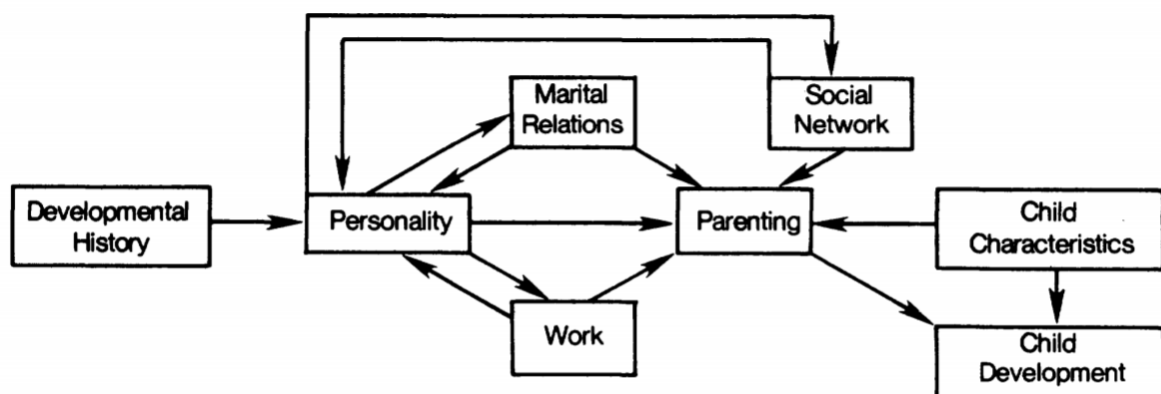 Marital
Relations
Social
Network
Developmental
History
Personality
Parenting
Child
Characteristics
Work
Child
Development